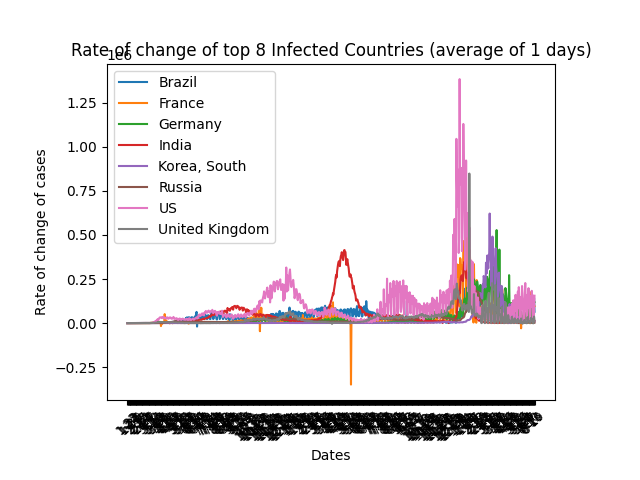 Rate of change of top 8 Infected Countries (average of 1 days)
1e6
Brazil
France
Germany
India
Korea, South
Russia
US
United Kingdom
1.25
1.00
0.75
0.50
0.25
0.00
−0.25
Rate of change of cases
Dates